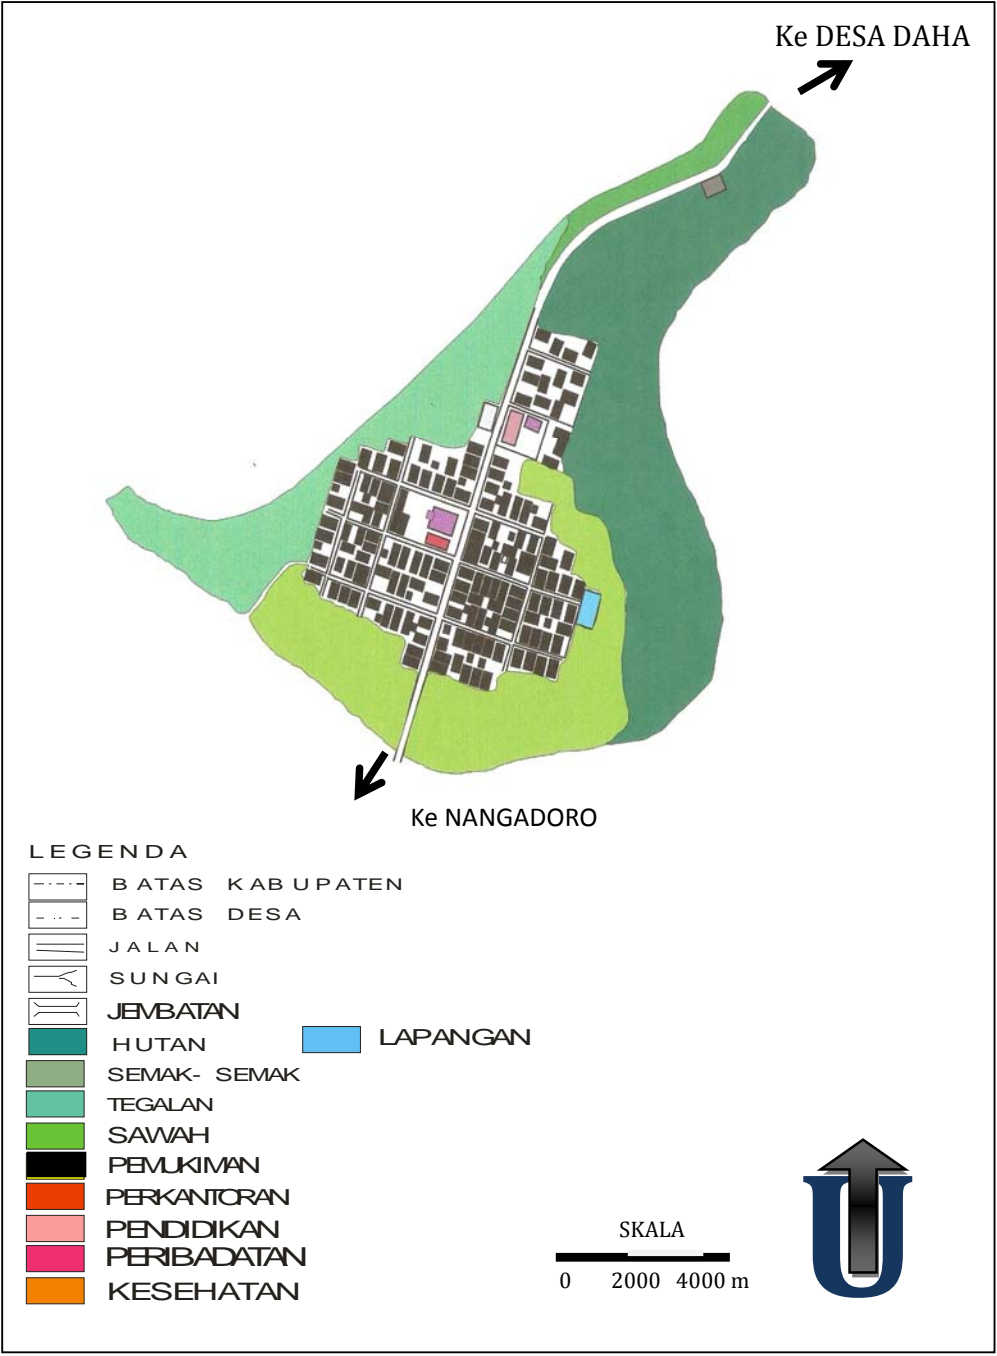 Ke DESA DAHA
Ke NANGADORO
LEGENDA
BATAS KABUPATEN
BATAS DESA
JALAN
SUNGAI
JEMBATAN
HUTAN
LAPANGAN
SEMAK- SEMAK
TEGALAN
SAWAH
PEMUKIMAN
PERKANTORAN
PENDIDIKAN
PERIBADATAN
KESEHATAN
SKALA
0 2000 4000 m
U